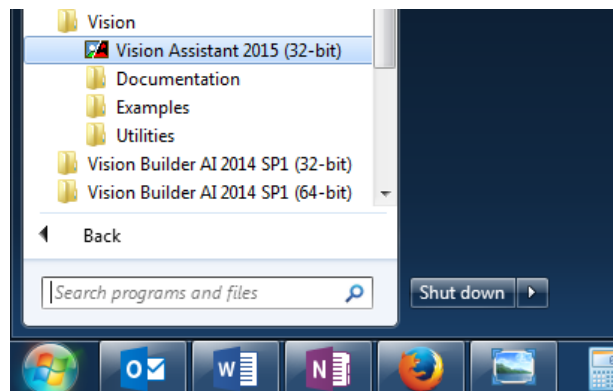 Vision
Vision Assistant 2015 (32-bit)
Documentation
Examples
Utilities
Vision Builder AI 2014 SP1 (32-bit)
Vision Builder AI 2014 SP1 (64-bit)
Back
Search programs and files
Shut down